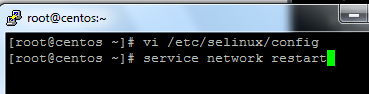 root@centos:~
[root@centos ~]# vi /etc/selinux/config
[root@centos ~]# service network restart